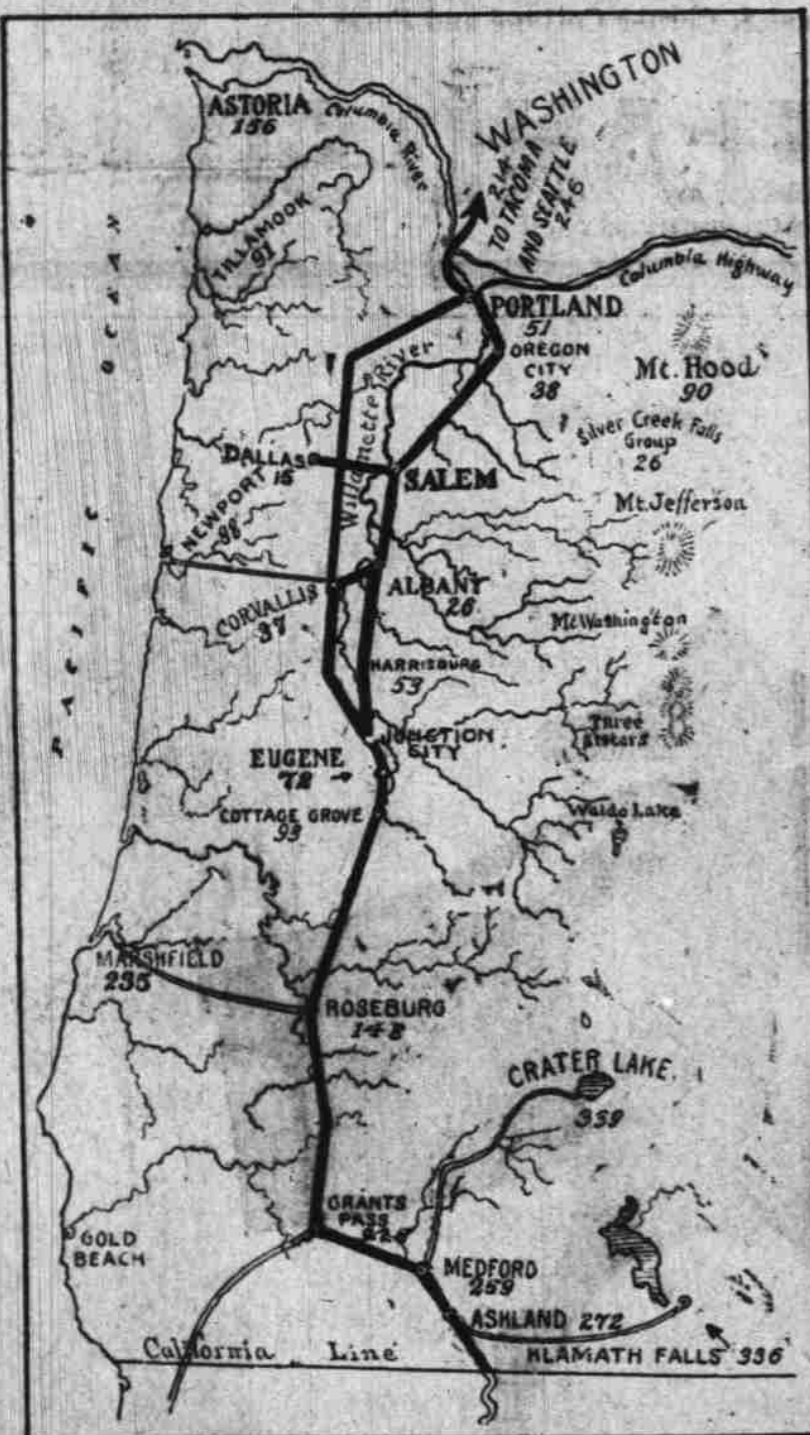 ASTORIA
156
Columbia River
WASHINGTON
214
TO TACOMA
AND SEATTLE
246
TILLAMOOK
91
Columbia Highway
PACIFIC OCEAN
PORTLAND
51
OREGON
CITY
38
Mt. Hood
90
Willamette River
Silver Creek Falls
Group
26
DALLAS
15
SALEM
NEWPORT
Mt. Jefferson
ALBANY
26
CORVALLIS
37
Mt Washington
HARRISBURG
53
JUNCTION
CITY
Three
Sisters
EUGENE
72
COTTAGE GROVE
93
Waldo Lake
MARSHFIELD
235
ROSEBURG
148
CRATER LAKE.
339
GRANTS
PASS
GOLD
BEACH
MEDFORD
259
ASHLAND 272
California Line
KLAMATH FALLS 336